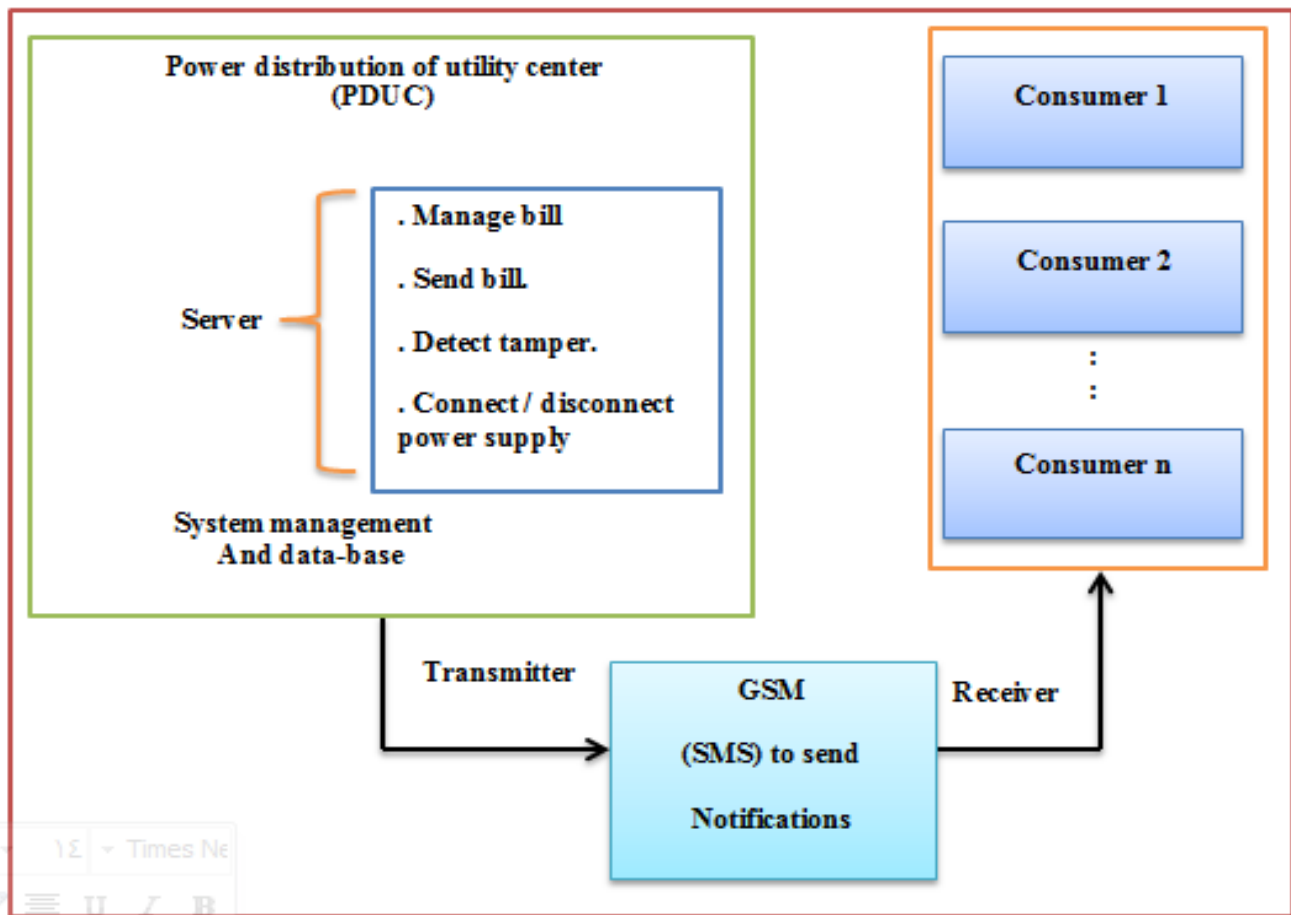 Power distribution of utility center
(PDUC)
Server
. Manage bill
. Send bill.
. Detect tamper.
. Connect / disconnect
power supply
System management
And data-base
Consumer 1
Consumer 2
:
:
Consumer n
Transmitter
GSM
(SMS) to send
Notifications
Receiver
١٤ Times Ne
U I B